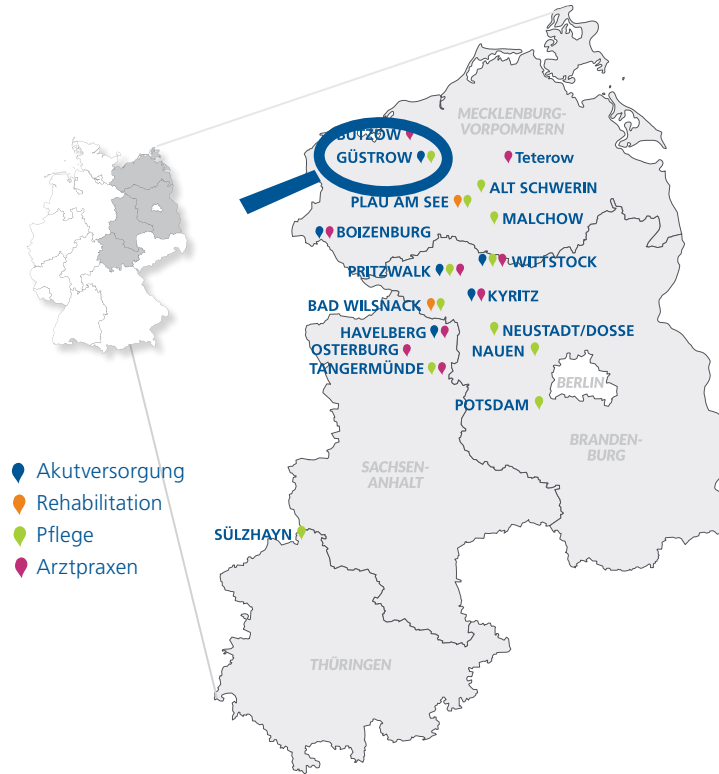 MECKLENBURG-
VORPOMMERN
BÜTZOW
GÜSTROW
Teterow
ALT SCHWERIN
PLAU AM SEE
MALCHOW
BOIZENBURG
WITTSTOCK
PRITZWALK
KYRITZ
BAD WILSNACK
HAVELBERG
NEUSTADT/DOSSE
OSTERBURG
NAUEN
TANGERMÜNDE
BERLIN
POTSDAM
BRANDEN-
BURG
SACHSEN-
ANHALT
Akutversorgung
Rehabilitation
Pflege
Arztpraxen
SÜLZHAYN
THÜRINGEN